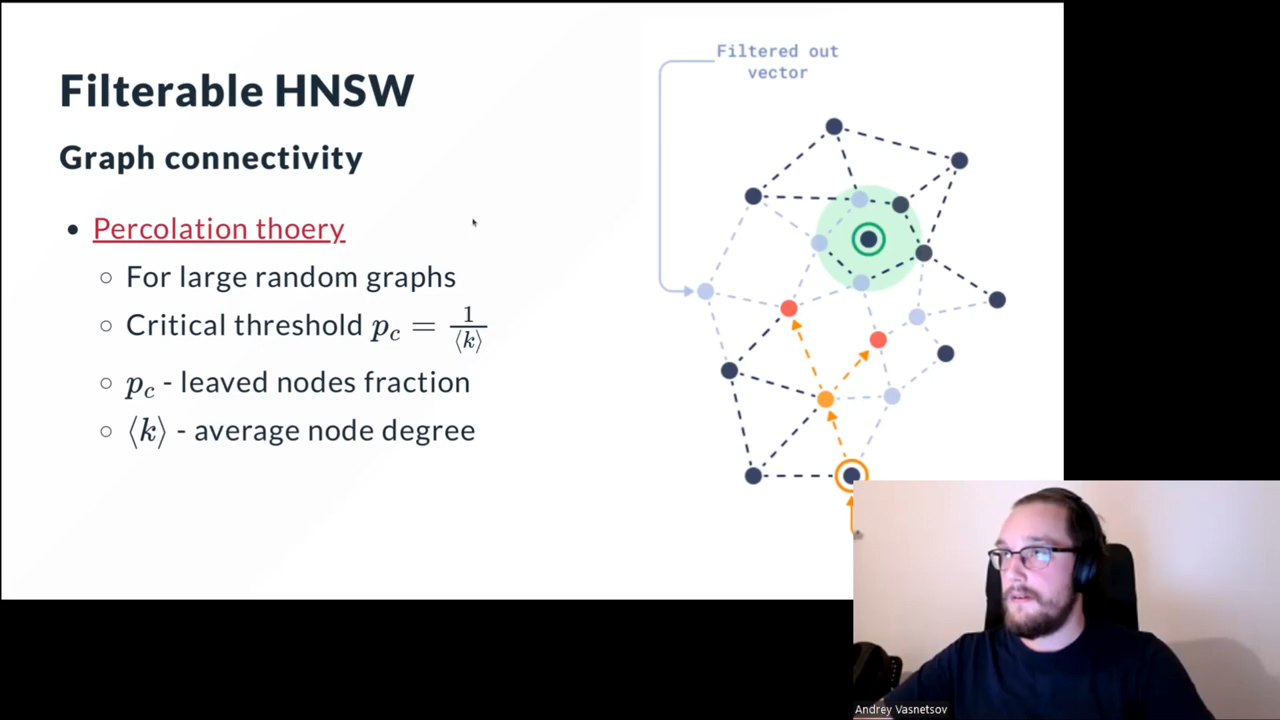 Filtered out
vector
Filterable HNSW
Graph connectivity
• Percolation thoery
○ For large random graphs
○ Critical threshold p_c = 1/⟨k⟩
○ p_c - leaved nodes fraction
○ ⟨k⟩ - average node degree
Andrey Vasnetsov